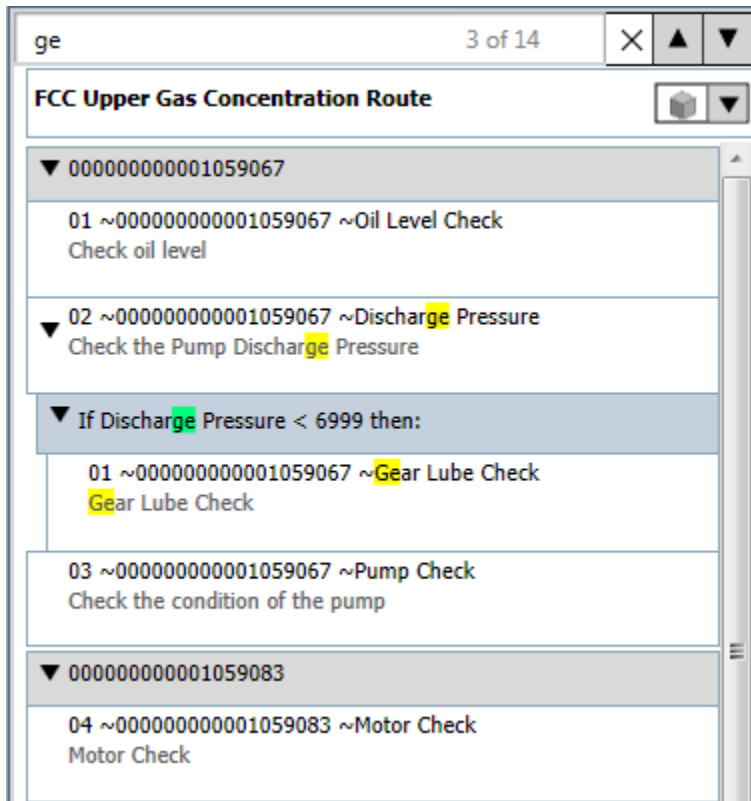 ge 3 of 14
FCC Upper Gas Concentration Route
000000000001059067
01 ~000000000001059067 ~Oil Level Check
Check oil level
02 ~000000000001059067 ~Discharge Pressure
Check the Pump Discharge Pressure
If Discharge Pressure < 6999 then:
01 ~000000000001059067 ~Gear Lube Check
Gear Lube Check
03 ~000000000001059067 ~Pump Check
Check the condition of the pump
000000000001059083
04 ~000000000001059083 ~Motor Check
Motor Check